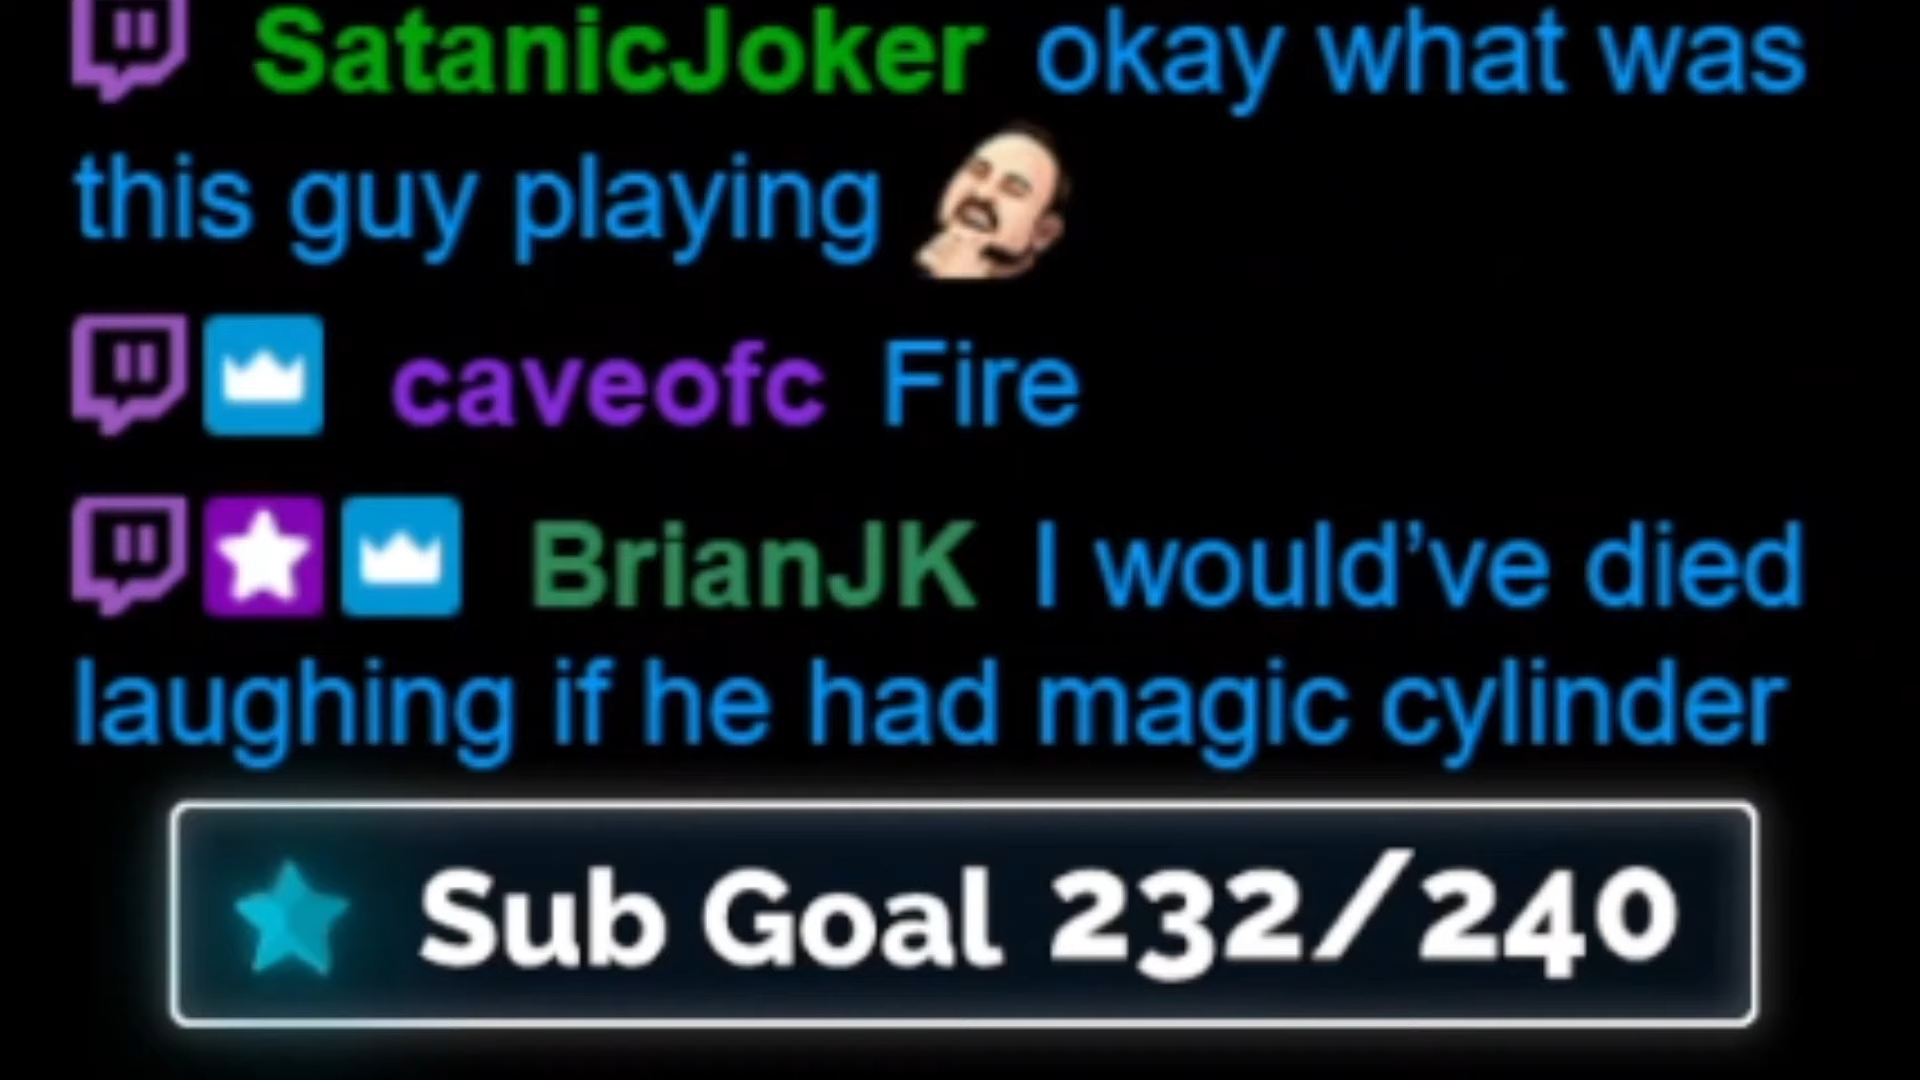 SatanicJoker okay what was
this guy playing
caveofc Fire
BrianJK I would’ve died
laughing if he had magic cylinder
Sub Goal 232/240